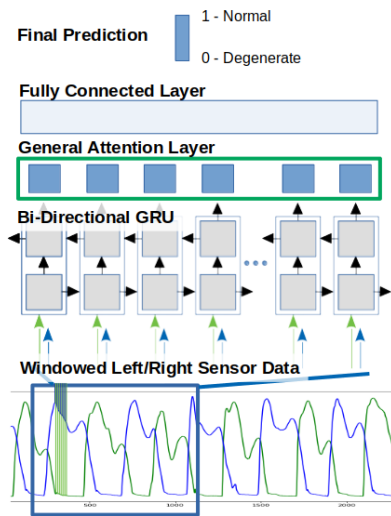 1 - Normal
Final Prediction
0 - Degenerate
Fully Connected Layer
General Attention Layer
Bi-Directional GRU
Windowed Left/Right Sensor Data
500 1000 1500 2000